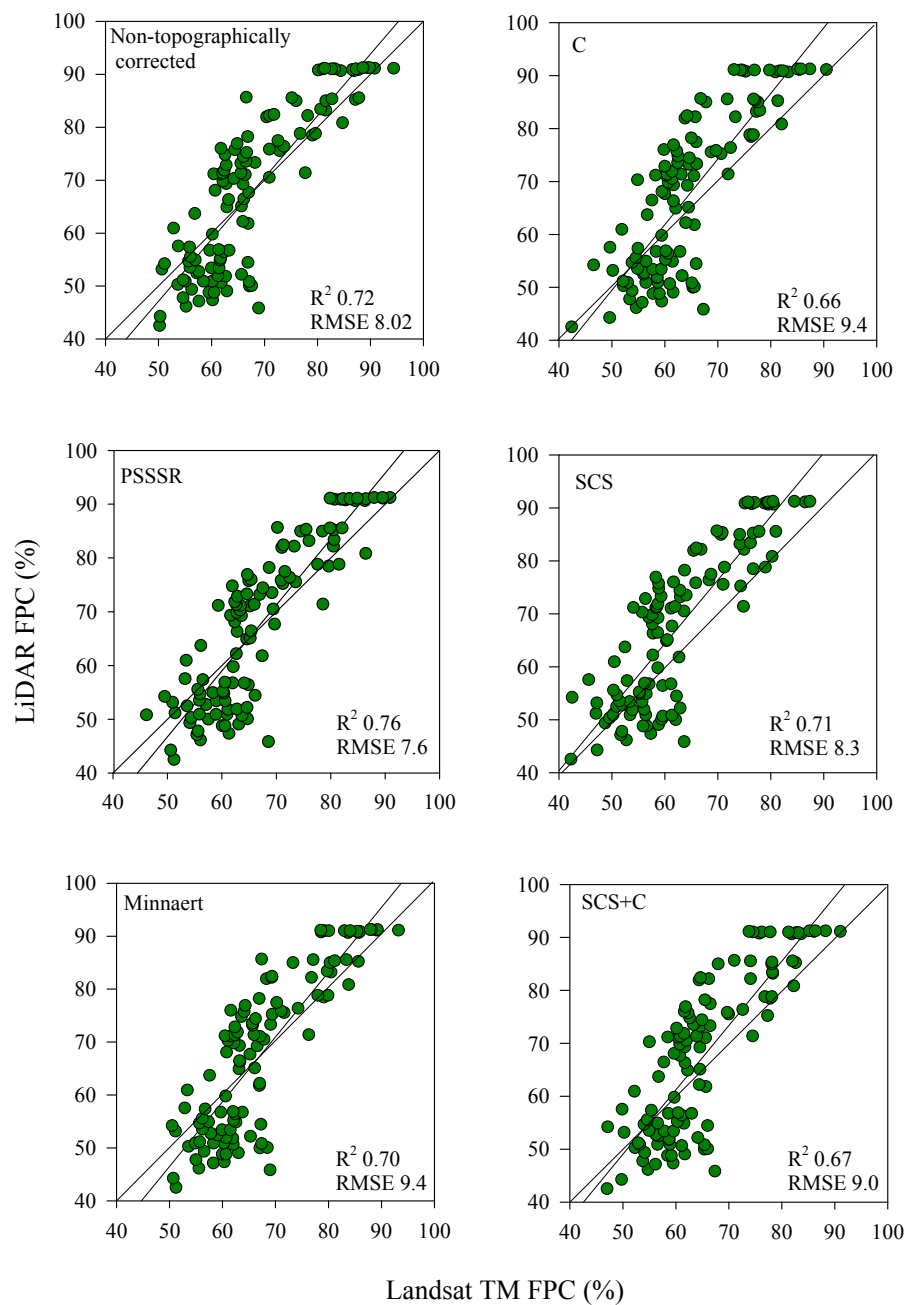 Non-topographically
corrected
R² 0.72
RMSE 8.02
100
90
80
70
60
50
40
40 50 60 70 80 90 100
C
R² 0.66
RMSE 9.4
100
90
80
70
60
50
40
40 50 60 70 80 90 100
LiDAR FPC (%)
PSSSR
R² 0.76
RMSE 7.6
100
90
80
70
60
50
40
40 50 60 70 80 90 100
SCS
R² 0.71
RMSE 8.3
100
90
80
70
60
50
40
40 50 60 70 80 90 100
Minnaert
R² 0.70
RMSE 9.4
100
90
80
70
60
50
40
40 50 60 70 80 90 100
SCS+C
R² 0.67
RMSE 9.0
100
90
80
70
60
50
40
40 50 60 70 80 90 100
Landsat TM FPC (%)